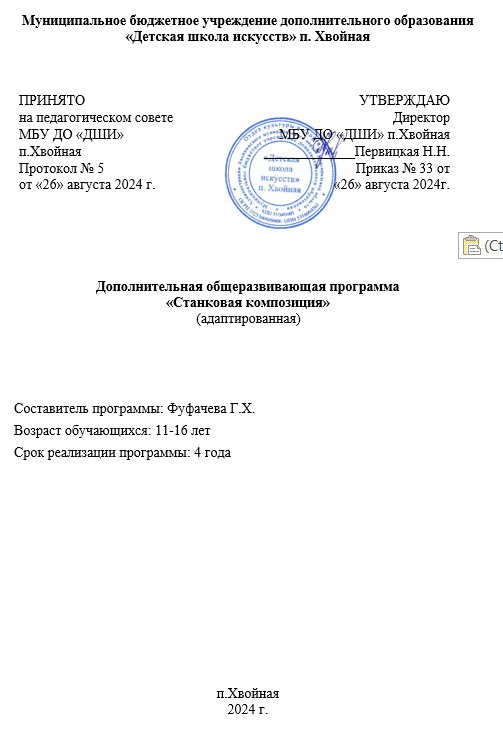 Муниципальное бюджетное учреждение дополнительного образования
«Детская школа искусств» п. Хвойная
ПРИНЯТО
на педагогическом совете
МБУ ДО «ДШИ»
п.Хвойная
Протокол № 5
от «26» августа 2024 г.
УТВЕРЖДАЮ
Директор
МБУ ДО «ДШИ» п.Хвойная
Первицкая Н.Н.
Приказ № 33 от
«26» августа 2024г.
«Детская
школа
искусств»
п. Хвойная
(Ct
Дополнительная общеразвивающая программа
«Станковая композиция»
(адаптированная)
Составитель программы: Фуфачева Г.Х.
Возраст обучающихся: 11-16 лет
Срок реализации программы: 4 года
п.Хвойная
2024 г.